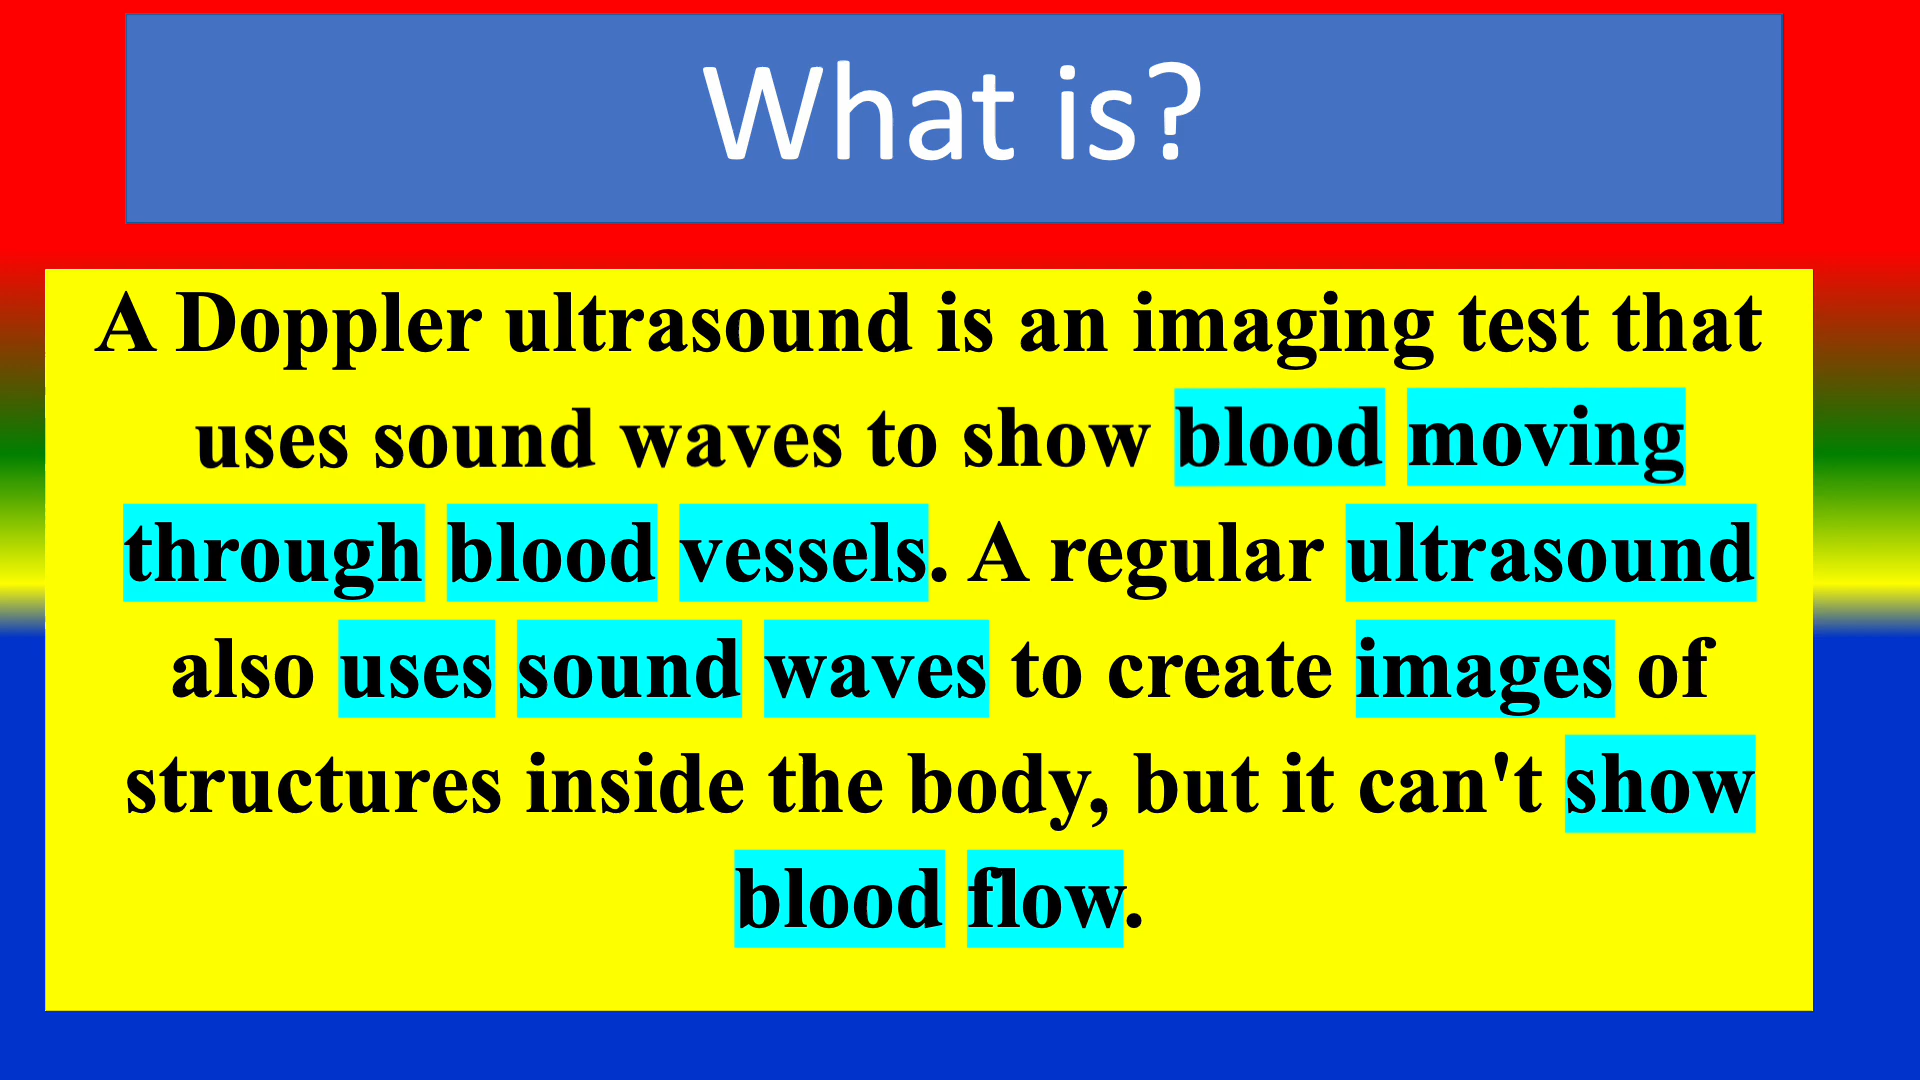 What is?
A Doppler ultrasound is an imaging test that
uses sound waves to show blood moving
through blood vessels. A regular ultrasound
also uses sound waves to create images of
structures inside the body, but it can't show
blood flow.